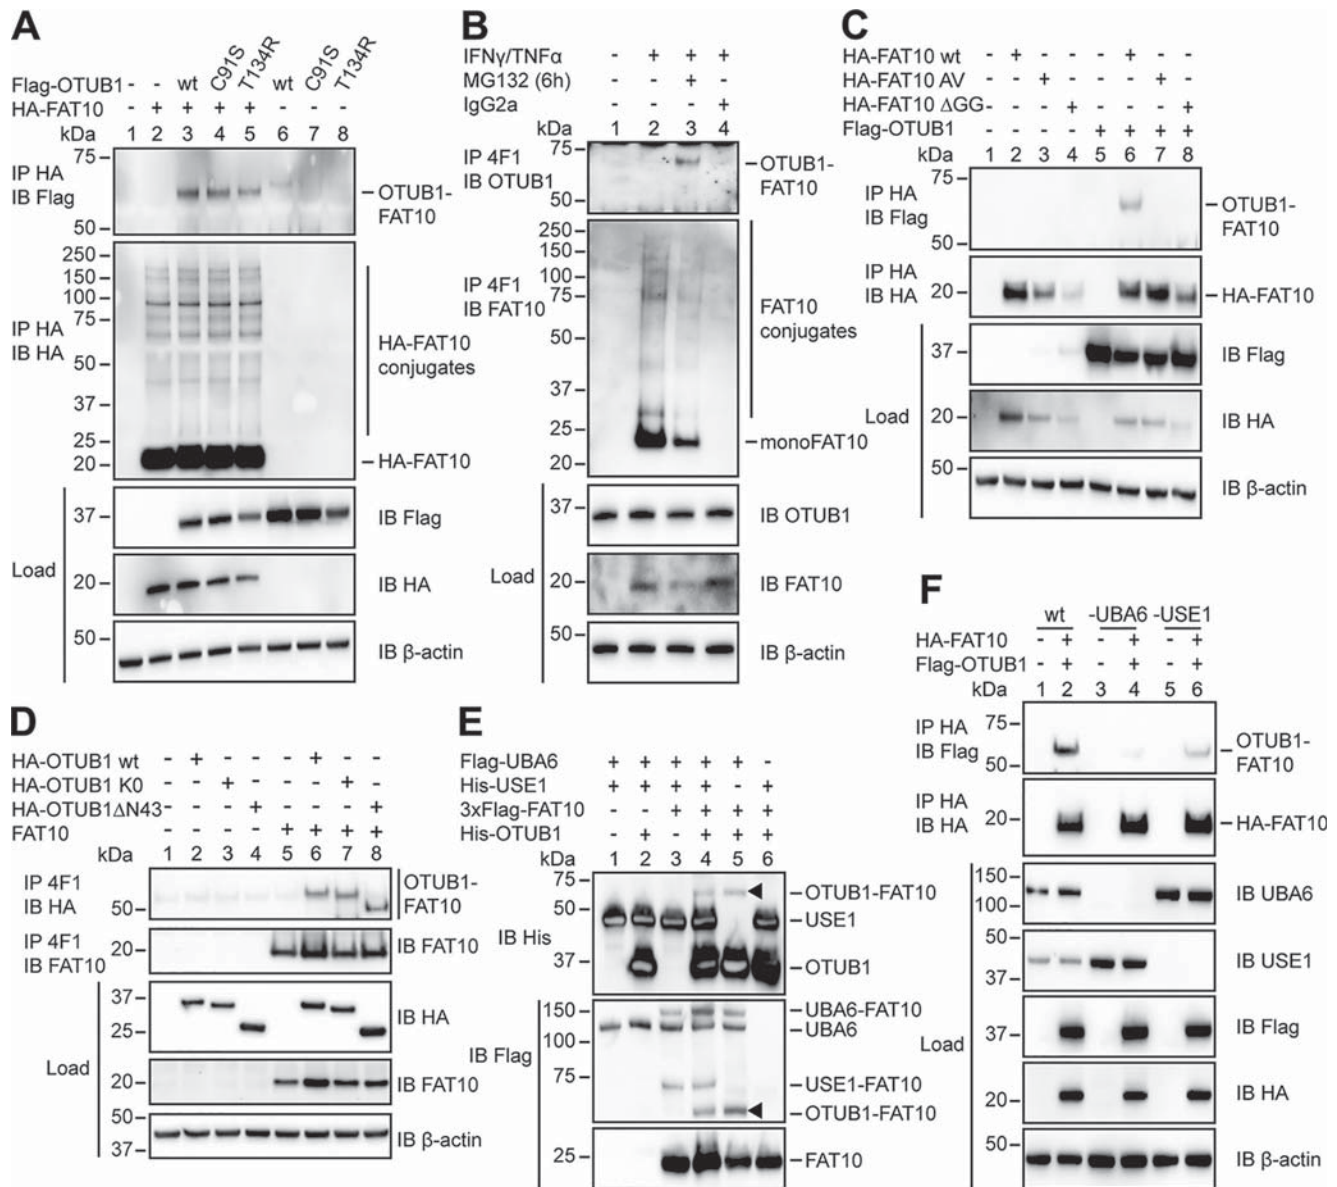 A
Flag-OTUB1 - - wt C91S T134R wt C91S T134R
HA-FAT10 - + + + + - - -
kDa 1 2 3 4 5 6 7 8
75
IP HA
IB Flag
50
OTUB1-
FAT10
250
150
100
75
IP HA
IB HA
50
37
25
20
HA-FAT10
conjugates
HA-FAT10
Load
37
IB Flag
20
IB HA
50
IB β-actin
B
IFNγ/TNFα - + + +
MG132 (6h) - - + -
IgG2a - - - +
kDa 1 2 3 4
75
IP 4F1
IB OTUB1
50
OTUB1-
FAT10
250
150
100
75
IP 4F1
IB FAT10
50
37
25
20
FAT10
conjugates
monoFAT10
Load
37
IB OTUB1
20
IB FAT10
50
IB β-actin
C
HA-FAT10 wt - + - - - + - -
HA-FAT10 AV - - + - - - + -
HA-FAT10 ΔGG - - - + - - - +
Flag-OTUB1 - - - - + + + +
kDa 1 2 3 4 5 6 7 8
75
IP HA
IB Flag
50
OTUB1-
FAT10
IP HA
IB HA
20
HA-FAT10
Load
37
IB Flag
20
IB HA
50
IB β-actin
D
HA-OTUB1 wt - + - - - + - -
HA-OTUB1 K0 - - + - - - + -
HA-OTUB1ΔN43 - - - + - - - +
FAT10 - - - - + + + +
kDa 1 2 3 4 5 6 7 8
IP 4F1
IB HA
50
OTUB1-
FAT10
IP 4F1
IB FAT10
20
IB FAT10
Load
37
25
IB HA
20
IB FAT10
50
37
IB β-actin
E
Flag-UBA6 + + + + + -
His-USE1 + + + + - +
3xFlag-FAT10 - - + + + +
His-OTUB1 - + - + + +
kDa 1 2 3 4 5 6
75
50
37
IB His
OTUB1-FAT10
USE1
OTUB1
150
100
75
IB Flag
UBA6-FAT10
UBA6
USE1-FAT10
OTUB1-FAT10
25
FAT10
F
wt -UBA6 -USE1
HA-FAT10 - + - + - +
Flag-OTUB1 - + - + - +
kDa 1 2 3 4 5 6
75
IP HA
IB Flag
50
OTUB1-
FAT10
IP HA
IB HA
20
HA-FAT10
Load
150
100
IB UBA6
50
37
IB USE1
37
IB Flag
20
IB HA
50
IB β-actin